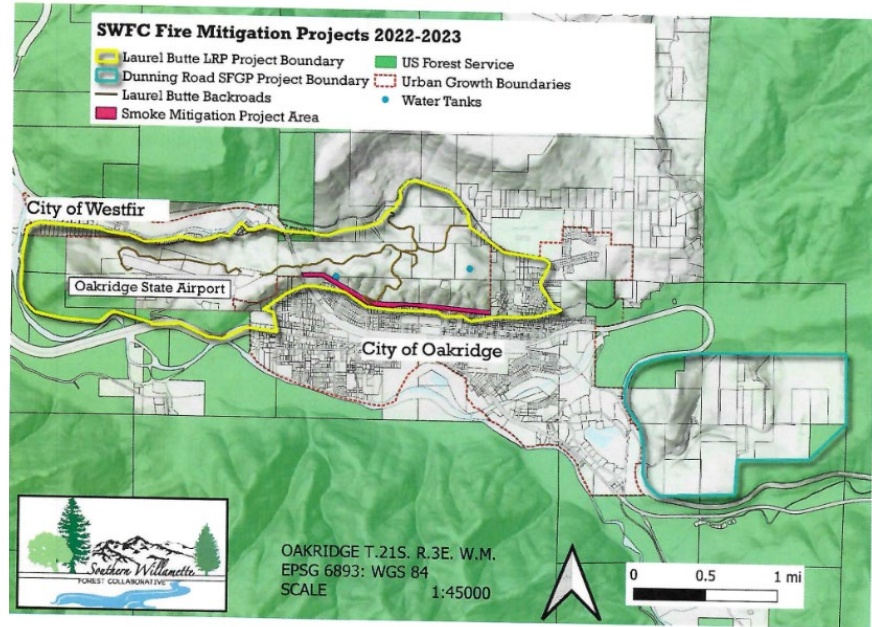 SWFC Fire Mitigation Projects 2022-2023
Laurel Butte LRP Project Boundary
Dunning Road SFGP Project Boundary
Laurel Butte Backroads
Smoke Mitigation Project Area
US Forest Service
Urban Growth Boundaries
Water Tanks
City of Westfir
Oakridge State Airport
City of Oakridge
Southern Willamette
FOREST COLLABORATIVE
OAKRIDGE T.21S. R.3E. W.M.
EPSG 6893: WGS 84
SCALE 1:45000
0 0.5 1 mi